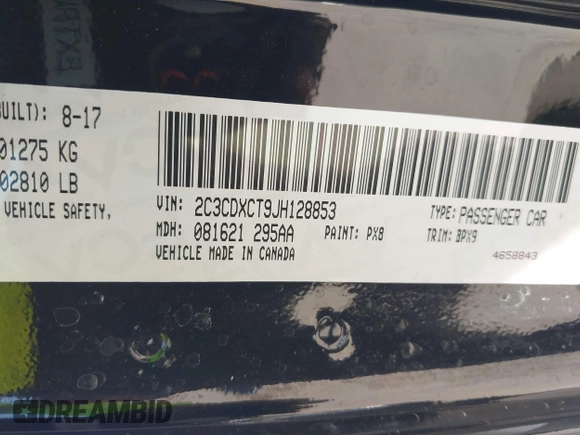 BUILT): 8-17
01275 KG
02810 LB
VEHICLE SAFETY,
VIN: 2C3CDXCT9JH128853
TYPE: PASSENGER CAR
MDH: 081621 295AA
PAINT: PX8
TRIM: BPX9
VEHICLE MADE IN CANADA
4658843
DREAMBID